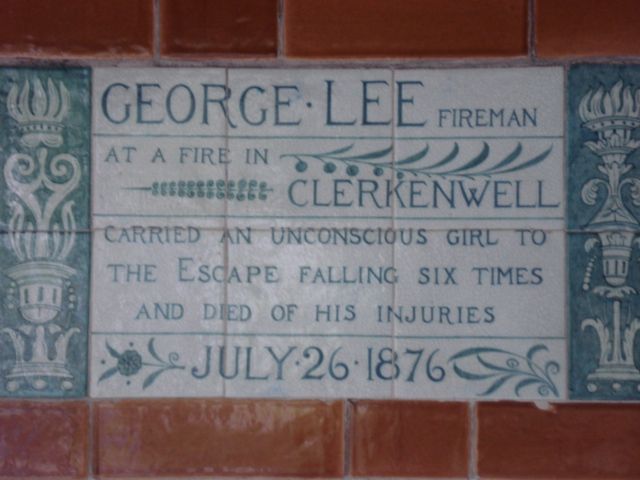 GEORGE · LEE FIREMAN
AT A FIRE IN
CLERKENWELL
CARRIED AN UNCONSCIOUS GIRL TO
THE ESCAPE FALLING SIX TIMES
AND DIED OF HIS INJURIES
JULY · 26 · 1876